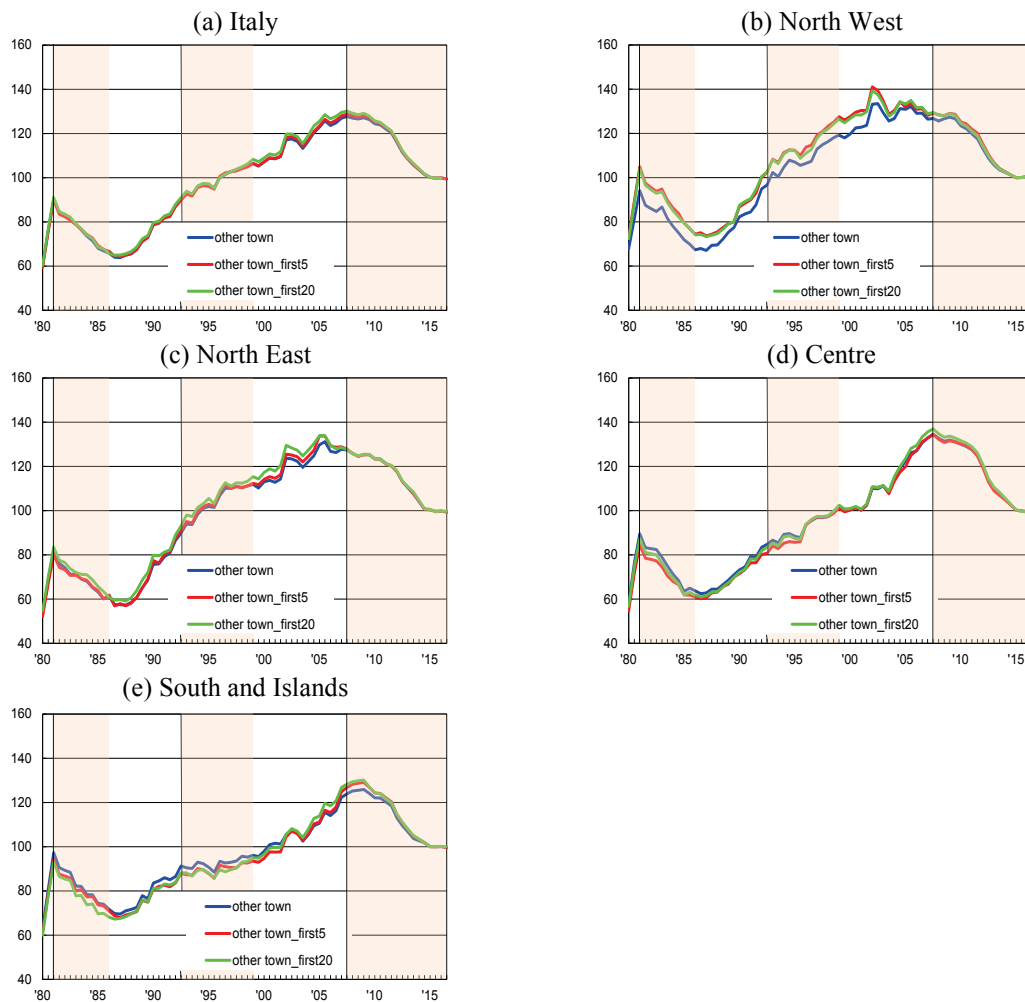 (a) Italy
160
140
120
100
80
60
40
other town
other town_first5
other town_first20
'80 '85 '90 '95 '00 '05 '10 '15
(b) North West
160
140
120
100
80
60
40
other town
other town_first5
other town_first20
'80 '85 '90 '95 '00 '05 '10 '15
(c) North East
160
140
120
100
80
60
40
other town
other town_first5
other town_first20
'80 '85 '90 '95 '00 '05 '10 '15
(d) Centre
160
140
120
100
80
60
40
other town
other town_first5
other town_first20
'80 '85 '90 '95 '00 '05 '10 '15
(e) South and Islands
160
140
120
100
80
60
40
other town
other town_first5
other town_first20
'80 '85 '90 '95 '00 '05 '10 '15